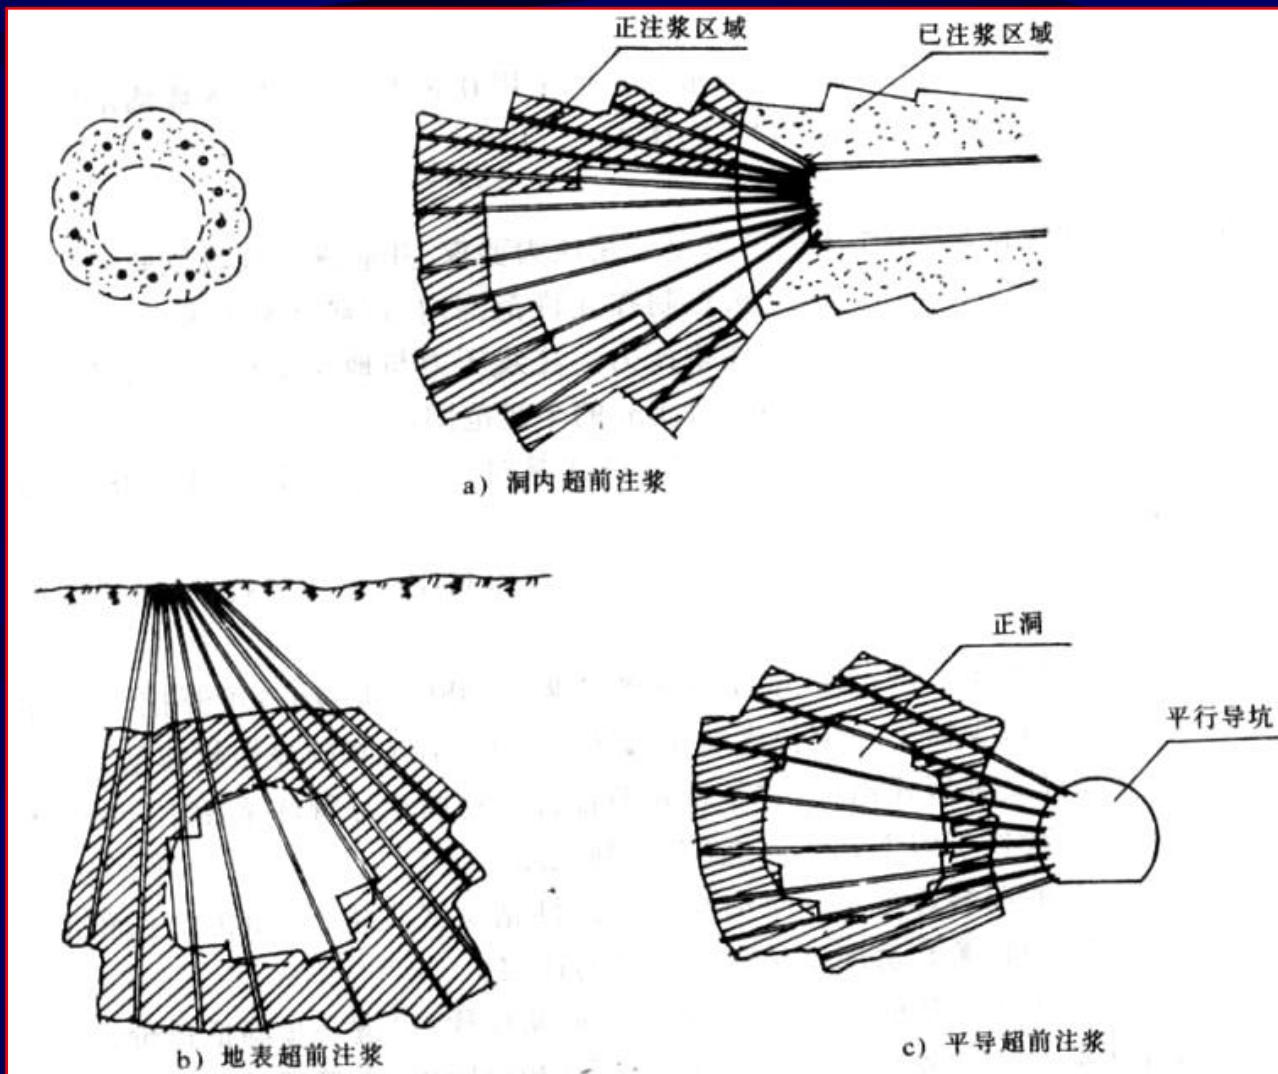 正注浆区域
已注浆区域
a) 洞内超前注浆
正洞
平行导坑
b) 地表超前注浆
c) 平导超前注浆